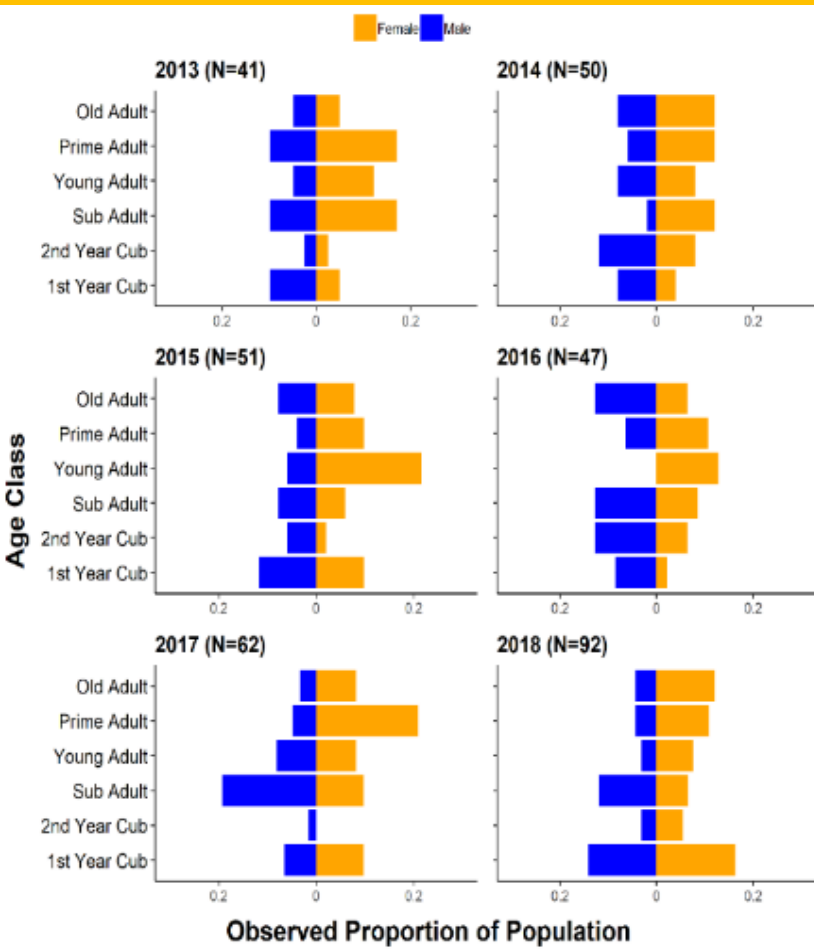 Female Male
2013 (N=41) 2014 (N=50)
Old Adult
Prime Adult
Young Adult
Sub Adult
2nd Year Cub
1st Year Cub
0.2 0 0.2 0.2 0 0.2
2015 (N=51) 2016 (N=47)
Old Adult
Prime Adult
Young Adult
Sub Adult
2nd Year Cub
1st Year Cub
0.2 0 0.2 0.2 0 0.2
2017 (N=62) 2018 (N=92)
Old Adult
Prime Adult
Young Adult
Sub Adult
2nd Year Cub
1st Year Cub
0.2 0 0.2 0.2 0 0.2
Age Class
Observed Proportion of Population